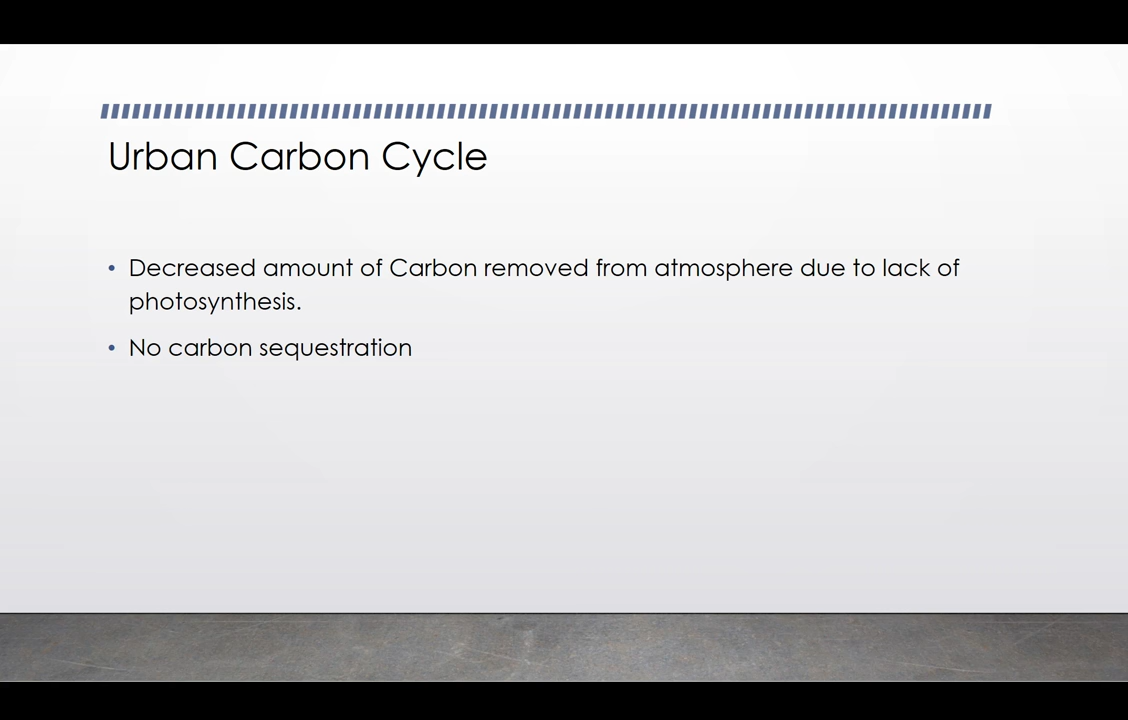 Urban Carbon Cycle
• Decreased amount of Carbon removed from atmosphere due to lack of
photosynthesis.
• No carbon sequestration